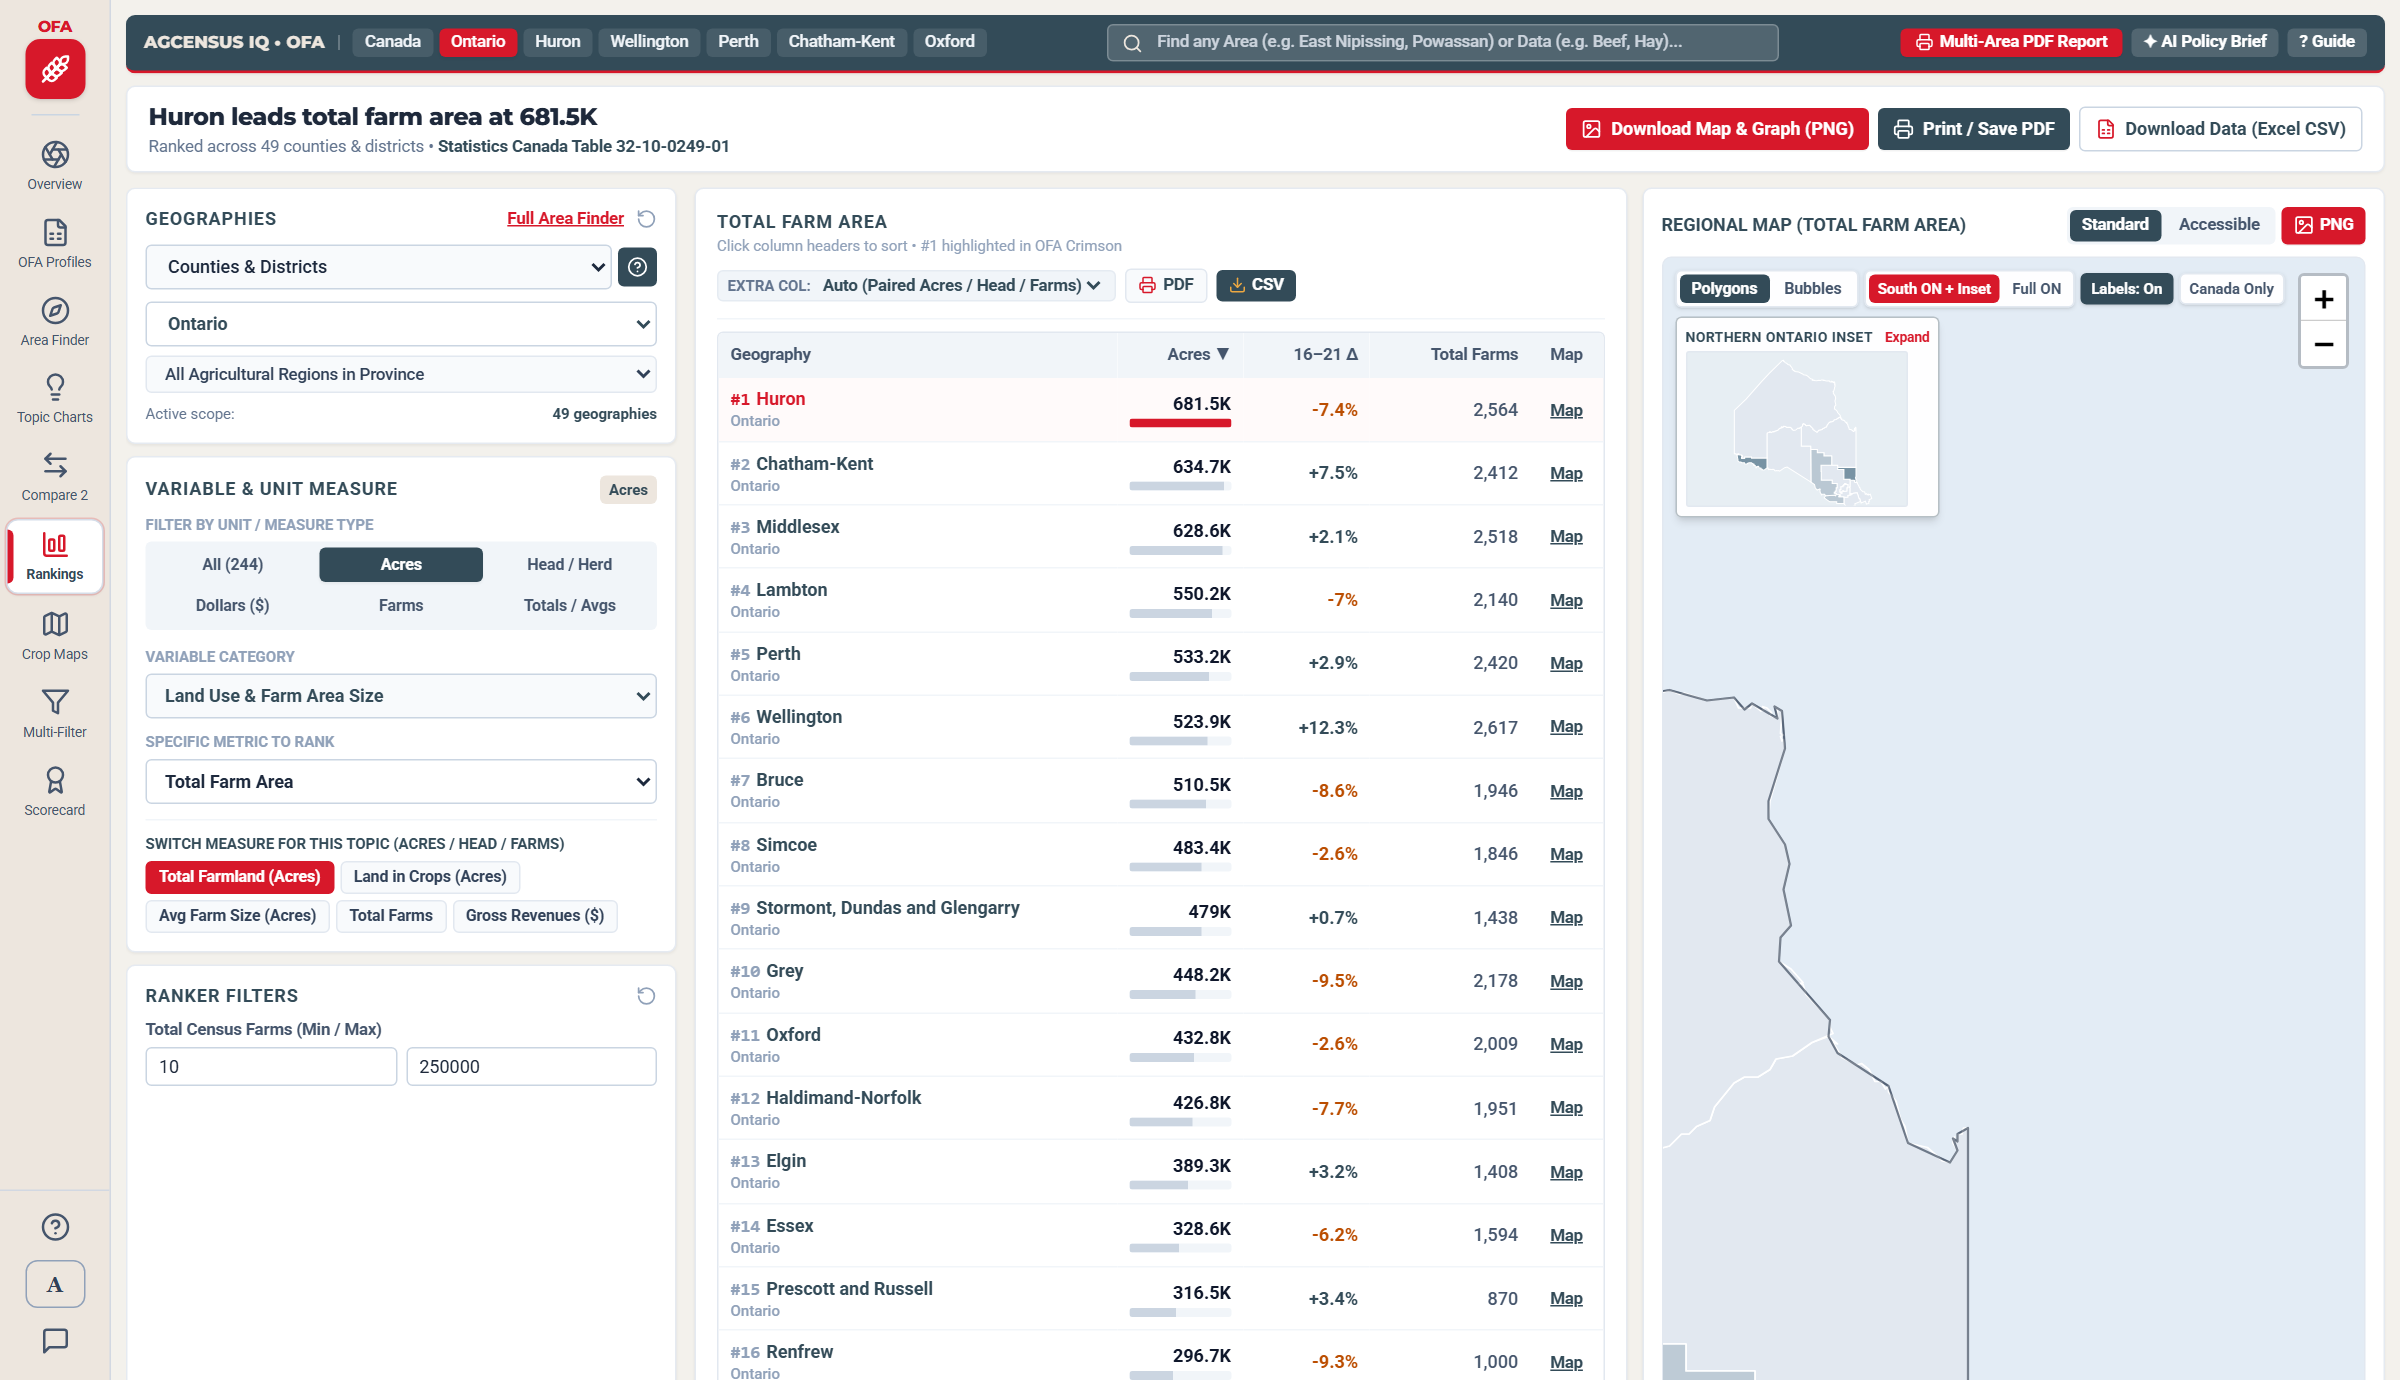 OFA
Overview
OFA Profiles
Area Finder
Topic Charts
Compare 2
Rankings
Crop Maps
Multi-Filter
Scorecard
A
AGCENSUS IQ • OFA | Canada Ontario Huron Wellington Perth Chatham-Kent Oxford
Find any Area (e.g. East Nipissing, Powassan) or Data (e.g. Beef, Hay)...
Multi-Area PDF Report ✦ AI Policy Brief ? Guide
Huron leads total farm area at 681.5K
Ranked across 49 counties & districts • Statistics Canada Table 32-10-0249-01
Download Map & Graph (PNG) Print / Save PDF Download Data (Excel CSV)
GEOGRAPHIES Full Area Finder
Counties & Districts
Ontario
All Agricultural Regions in Province
Active scope: 49 geographies
VARIABLE & UNIT MEASURE Acres
FILTER BY UNIT / MEASURE TYPE
All (244) Acres Head / Herd
Dollars ($) Farms Totals / Avgs
VARIABLE CATEGORY
Land Use & Farm Area Size
SPECIFIC METRIC TO RANK
Total Farm Area
SWITCH MEASURE FOR THIS TOPIC (ACRES / HEAD / FARMS)
Total Farmland (Acres) Land in Crops (Acres)
Avg Farm Size (Acres) Total Farms Gross Revenues ($)
RANKER FILTERS
Total Census Farms (Min / Max)
10 250000
TOTAL FARM AREA
Click column headers to sort • #1 highlighted in OFA Crimson
EXTRA COL: Auto (Paired Acres / Head / Farms) PDF CSV
Geography Acres ▼ 16–21 Δ Total Farms Map
#1 Huron 681.5K -7.4% 2,564 Map
Ontario
#2 Chatham-Kent 634.7K +7.5% 2,412 Map
Ontario
#3 Middlesex 628.6K +2.1% 2,518 Map
Ontario
#4 Lambton 550.2K -7% 2,140 Map
Ontario
#5 Perth 533.2K +2.9% 2,420 Map
Ontario
#6 Wellington 523.9K +12.3% 2,617 Map
Ontario
#7 Bruce 510.5K -8.6% 1,946 Map
Ontario
#8 Simcoe 483.4K -2.6% 1,846 Map
Ontario
#9 Stormont, Dundas and Glengarry 479K +0.7% 1,438 Map
Ontario
#10 Grey 448.2K -9.5% 2,178 Map
Ontario
#11 Oxford 432.8K -2.6% 2,009 Map
Ontario
#12 Haldimand-Norfolk 426.8K -7.7% 1,951 Map
Ontario
#13 Elgin 389.3K +3.2% 1,408 Map
Ontario
#14 Essex 328.6K -6.2% 1,594 Map
Ontario
#15 Prescott and Russell 316.5K +3.4% 870 Map
Ontario
#16 Renfrew 296.7K -9.3% 1,000 Map
Ontario
REGIONAL MAP (TOTAL FARM AREA) Standard Accessible PNG
Polygons Bubbles South ON + Inset Full ON Labels: On Canada Only
+
−
NORTHERN ONTARIO INSET Expand